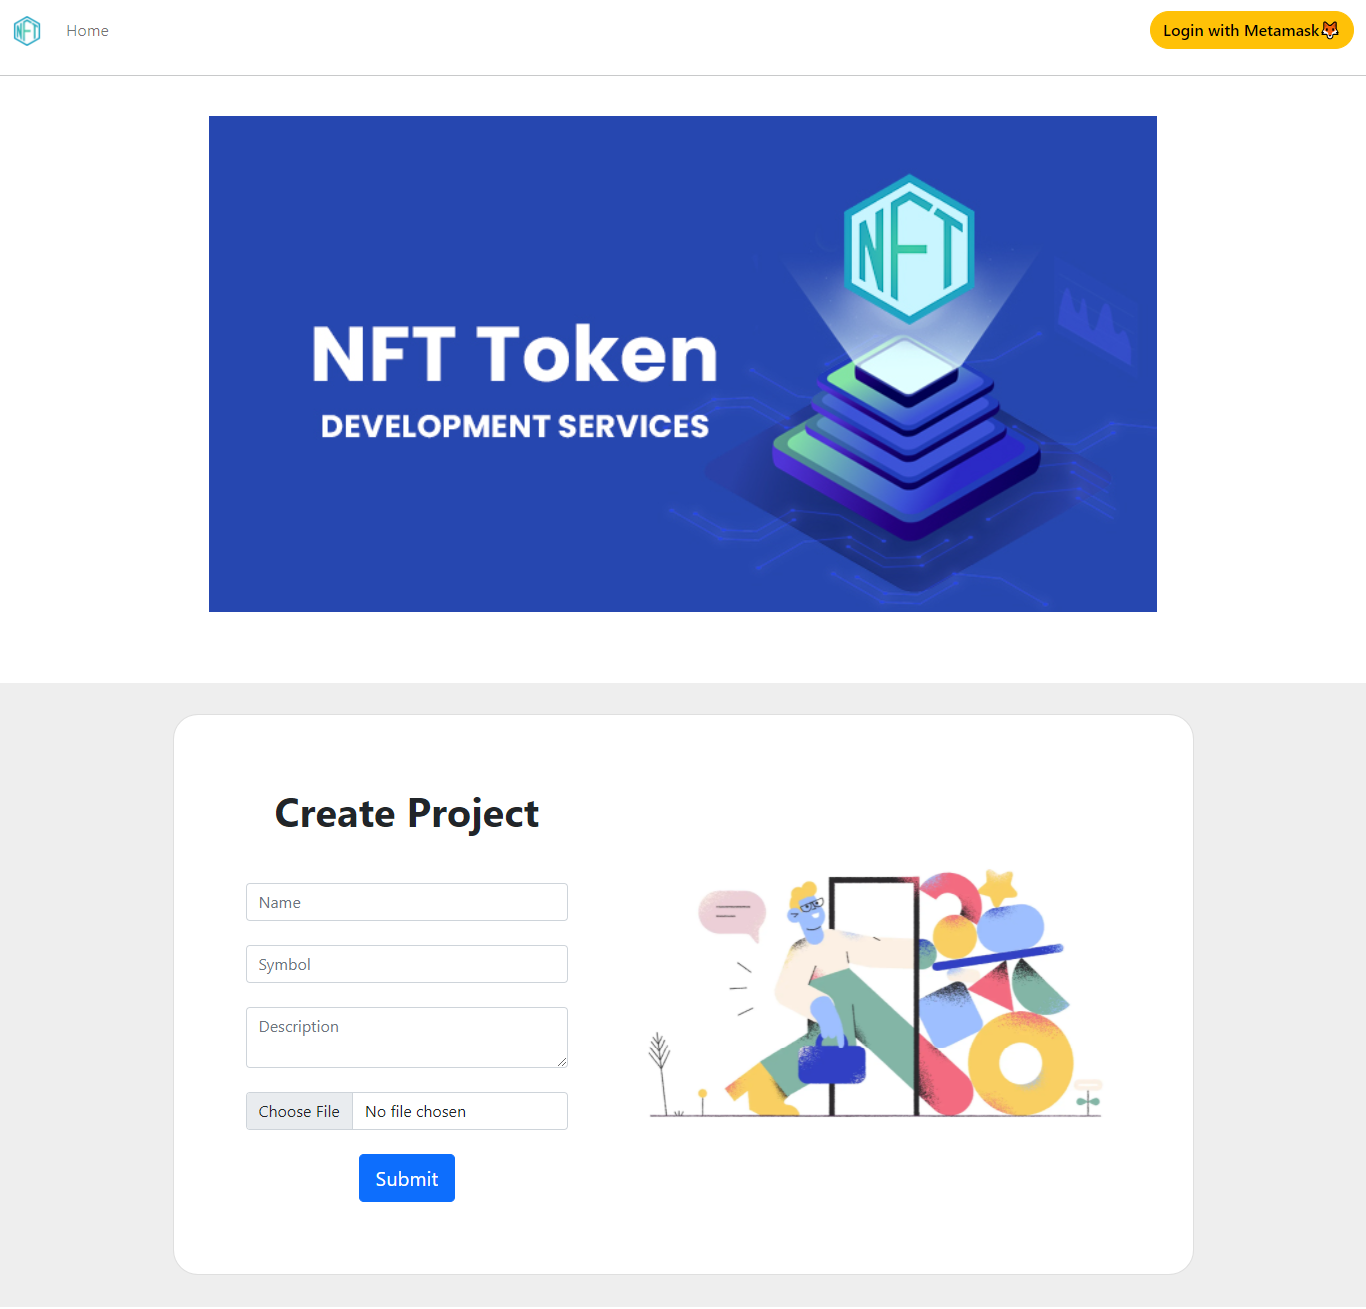 NFT
Home
Login with Metamask
NFT
NFT Token
DEVELOPMENT SERVICES
Create Project
Name
Symbol
Description
Choose File
No file chosen
Submit